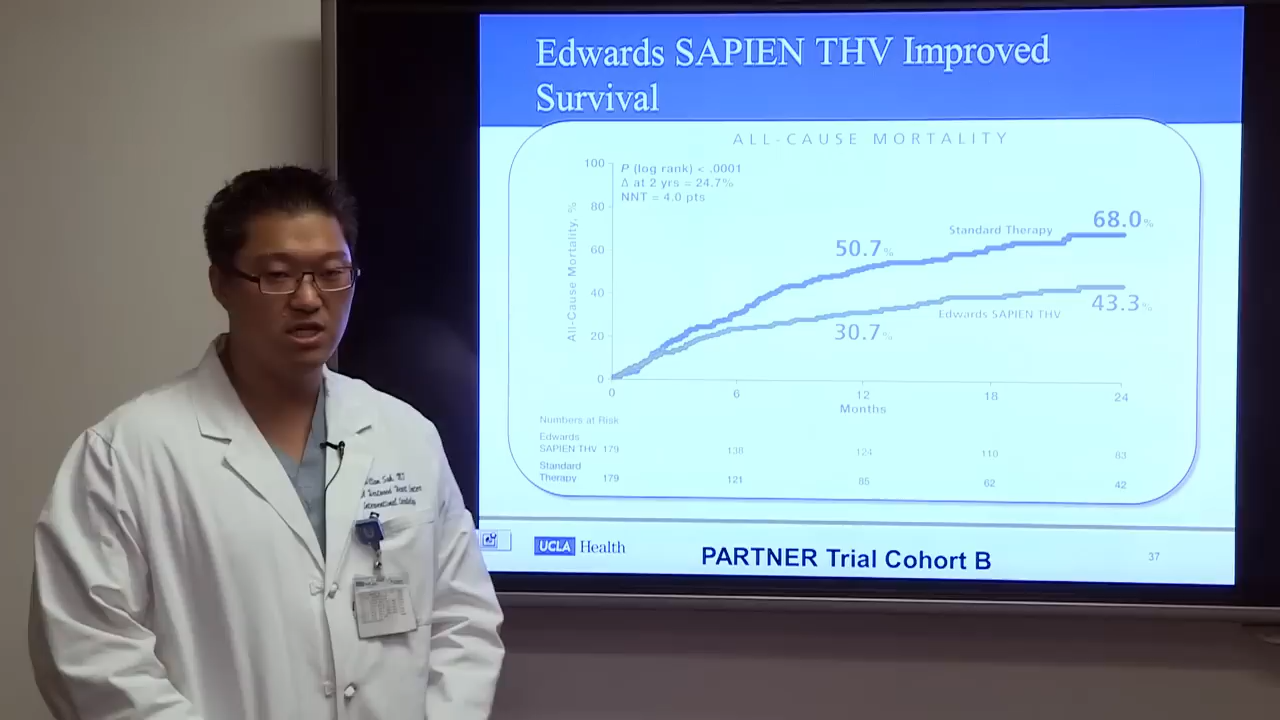 Edwards SAPIEN THV Improved
Survival
ALL-CAUSE MORTALITY
P (log rank) < .0001
Δ at 2 yrs = 24.7%
NNT = 4.0 pts
All-Cause Mortality, %
100
80
60
40
20
0
Standard Therapy
68.0%
50.7%
Edwards SAPIEN THV
43.3%
30.7%
0 6 12 18 24
Months
Numbers at Risk
Edwards
SAPIEN THV 179 138 124 110 83
Standard
Therapy 179 121 85 62 42
UCLA Health
PARTNER Trial Cohort B
37